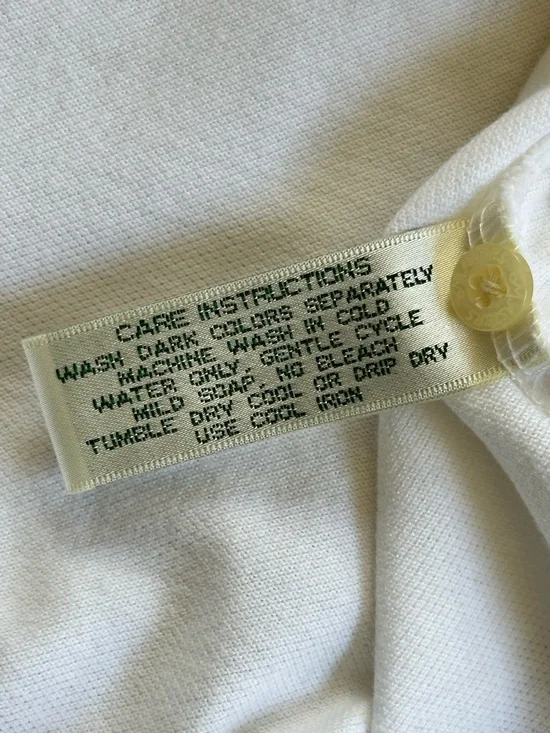 CARE INSTRUCTIONS
WASH DARK COLORS SEPARATELY
MACHINE WASH IN COLD
WATER ONLY, GENTLE CYCLE
MILD SOAP, NO BLEACH
TUMBLE DRY COOL OR DRIP DRY
USE COOL IRON